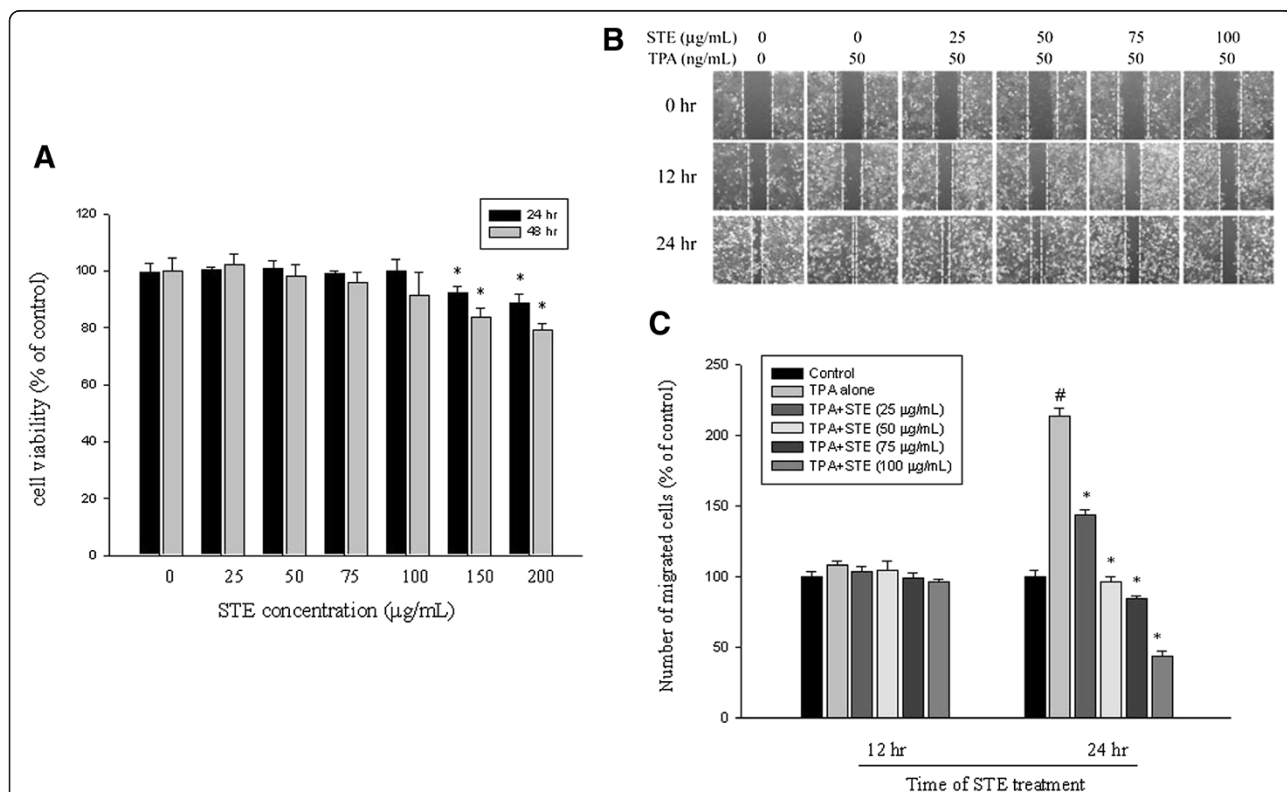 A
120
100
80
60
40
20
0
cell viability (% of control)
24 hr
48 hr
* * * *
0 25 50 75 100 150 200
STE concentration (µg/mL)
B
STE (µg/mL) 0 0 25 50 75 100
TPA (ng/mL) 0 50 50 50 50 50
0 hr
12 hr
24 hr
C
250
200
150
100
50
0
Number of migrated cells (% of control)
Control
TPA alone
TPA+STE (25 µg/mL)
TPA+STE (50 µg/mL)
TPA+STE (75 µg/mL)
TPA+STE (100 µg/mL)
# * * * *
12 hr 24 hr
Time of STE treatment